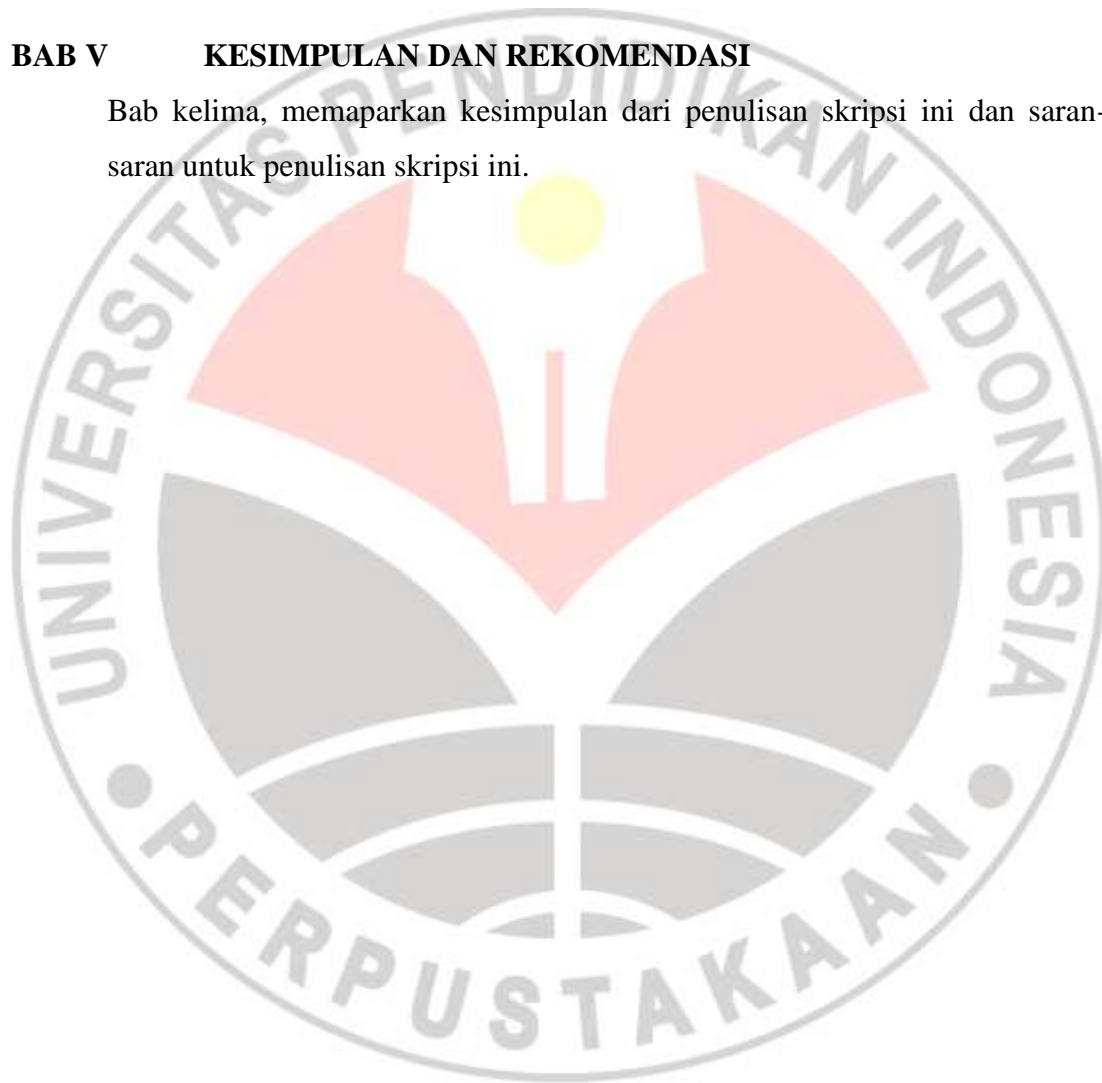 BAB V KESIMPULAN DAN REKOMENDASI
Bab kelima, memaparkan kesimpulan dari penulisan skripsi ini dan saran-
saran untuk penulisan skripsi ini.
UNIVERSITAS PENDIDIKAN INDONESIA
PERPUSTAKAAN